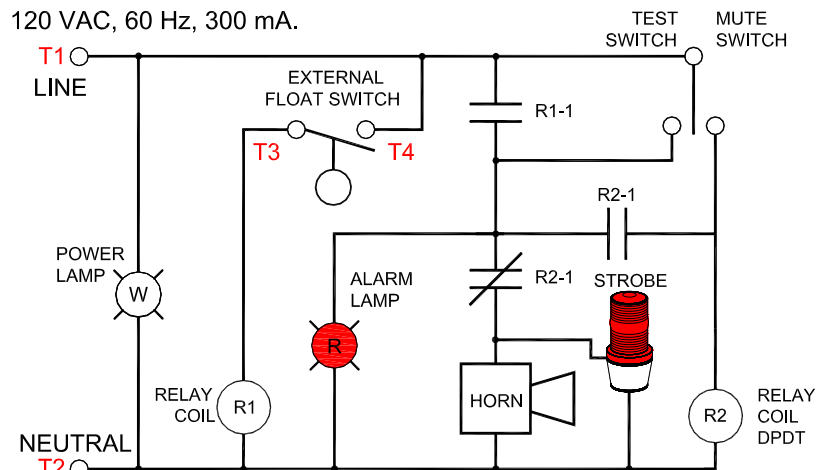 120 VAC, 60 Hz, 300 mA.
TEST
SWITCH
MUTE
SWITCH
T1
LINE
EXTERNAL
FLOAT SWITCH
T3
T4
R1-1
R2-1
POWER
LAMP
W
ALARM
LAMP
R
R2-1
STROBE
RELAY
COIL
R1
HORN
R2
RELAY
COIL
DPDT
NEUTRAL
T2